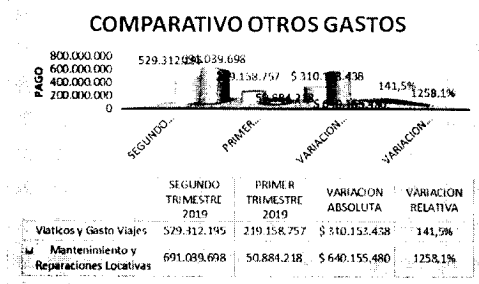 COMPARATIVO OTROS GASTOS
PAGO
800.000.000
600.000.000
400.000.000
200.000.000
0
691.039.698
$ 310.153.438
141,5%
1258.1%
SEGUNDO...
PRIMER...
VARIACION...
VARIACION...
SEGUNDO TRIMESTRE 2019
PRIMER TRIMESTRE 2019
VARIACION ABSOLUTA
VARIACION RELATIVA
Viaticos y Gasto Viajes 529.312.195 219.158.757 $ 310.153.438 141,5%
Mantenimiento y Reparaciones Locativas 691.039.698 50.884.218 $ 640.155.480 1258,1%